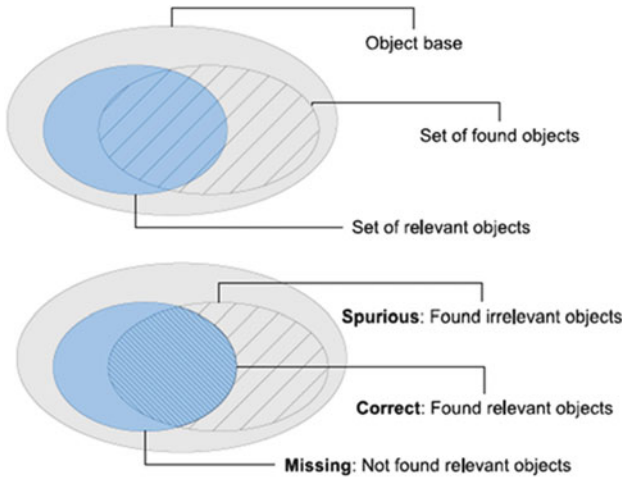 Object base
Set of found objects
Set of relevant objects
Spurious: Found irrelevant objects
Correct: Found relevant objects
Missing: Not found relevant objects